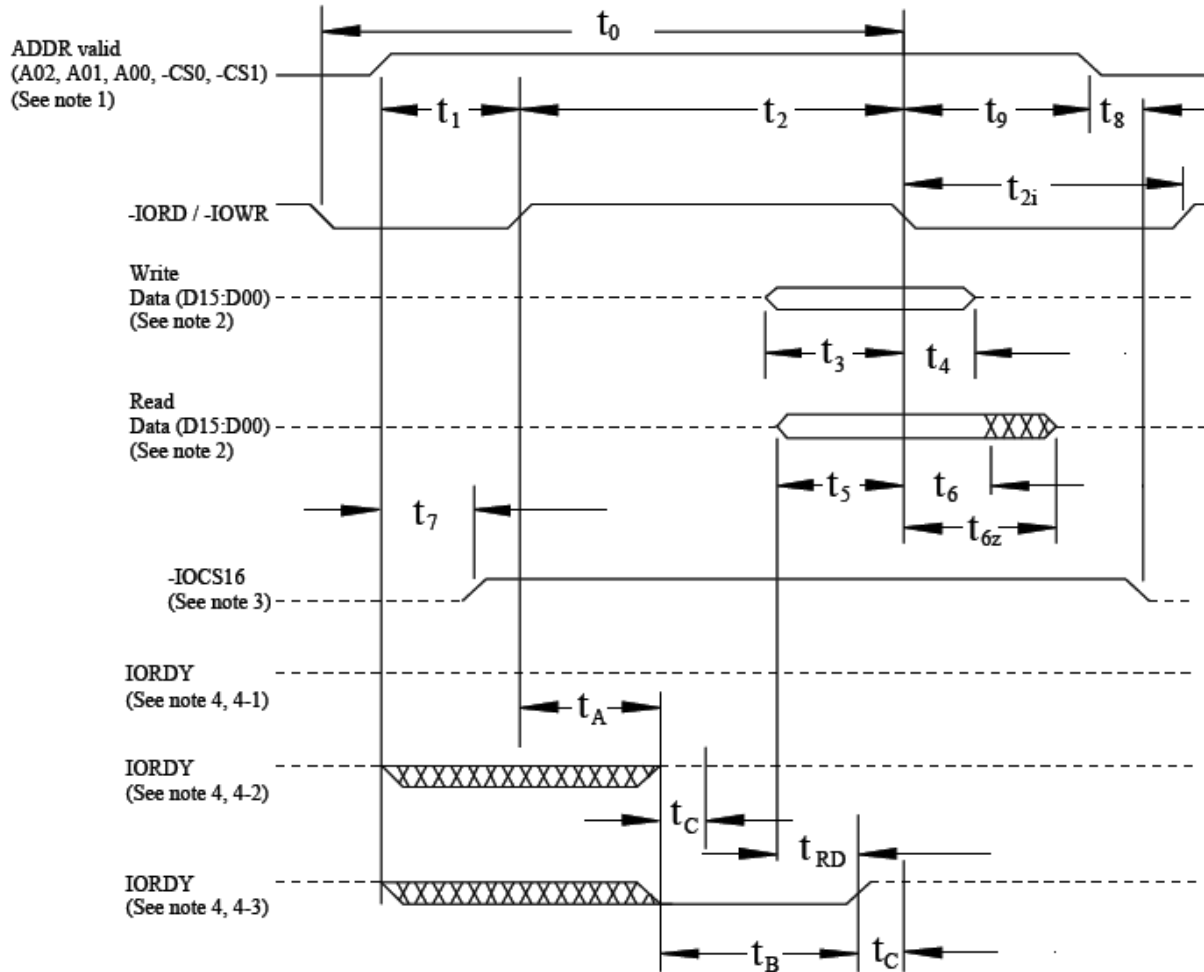 t0
ADDR valid
(A02, A01, A00, -CS0, -CS1)
(See note 1)
t1
t2
t9
t8
t2i
-IORD / -IOWR
Write
Data (D15:D00)
(See note 2)
t3
t4
Read
Data (D15:D00)
(See note 2)
t5
t6
t7
t6z
-IOCS16
(See note 3)
IORDY
(See note 4, 4-1)
tA
IORDY
(See note 4, 4-2)
tC
tRD
IORDY
(See note 4, 4-3)
tB
tC